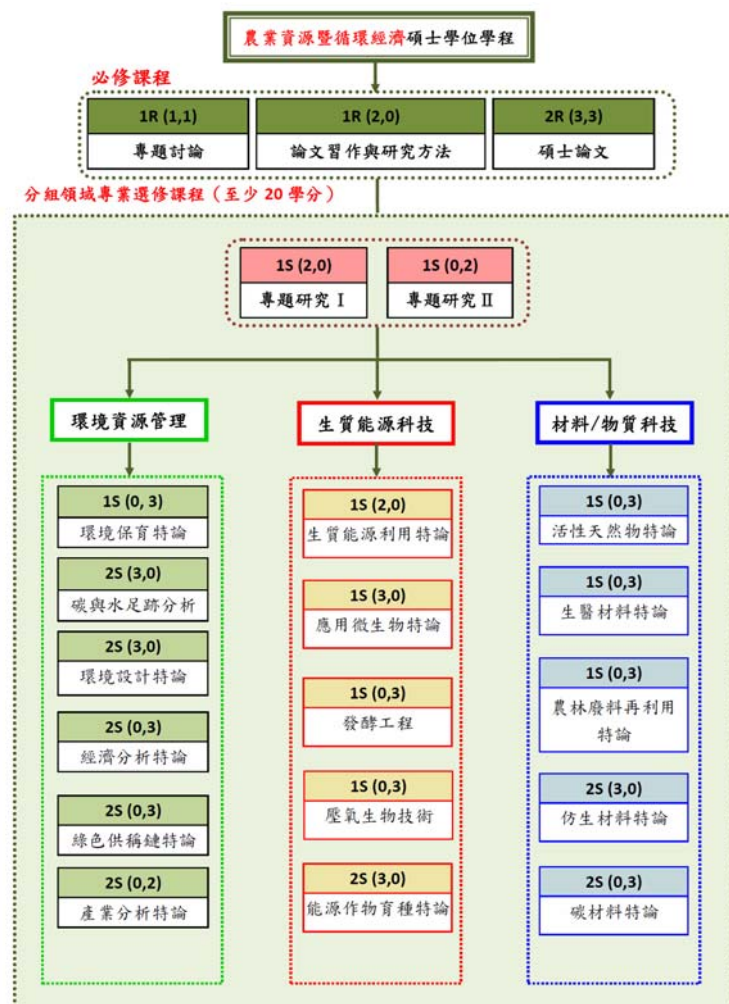 農業資源暨循環經濟碩士學位學程
必修課程
1R (1,1)
專題討論
1R (2,0)
論文習作與研究方法
2R (3,3)
碩士論文
分組領域專業選修課程（至少 20 學分）
1S (2,0)
專題研究 I
1S (0,2)
專題研究 II
環境資源管理
1S (0, 3)
環境保育特論
2S (3,0)
碳與水足跡分析
2S (3,0)
環境設計特論
2S (0,3)
經濟分析特論
2S (0,3)
綠色供稱鏈特論
2S (0,2)
產業分析特論
生質能源科技
1S (2,0)
生質能源利用特論
1S (3,0)
應用微生物特論
1S (0,3)
發酵工程
1S (0,3)
壓氧生物技術
2S (3,0)
能源作物育種特論
材料/物質科技
1S (0,3)
活性天然物特論
1S (0,3)
生醫材料特論
1S (0,3)
農林廢料再利用
特論
2S (3,0)
仿生材料特論
2S (0,3)
碳材料特論